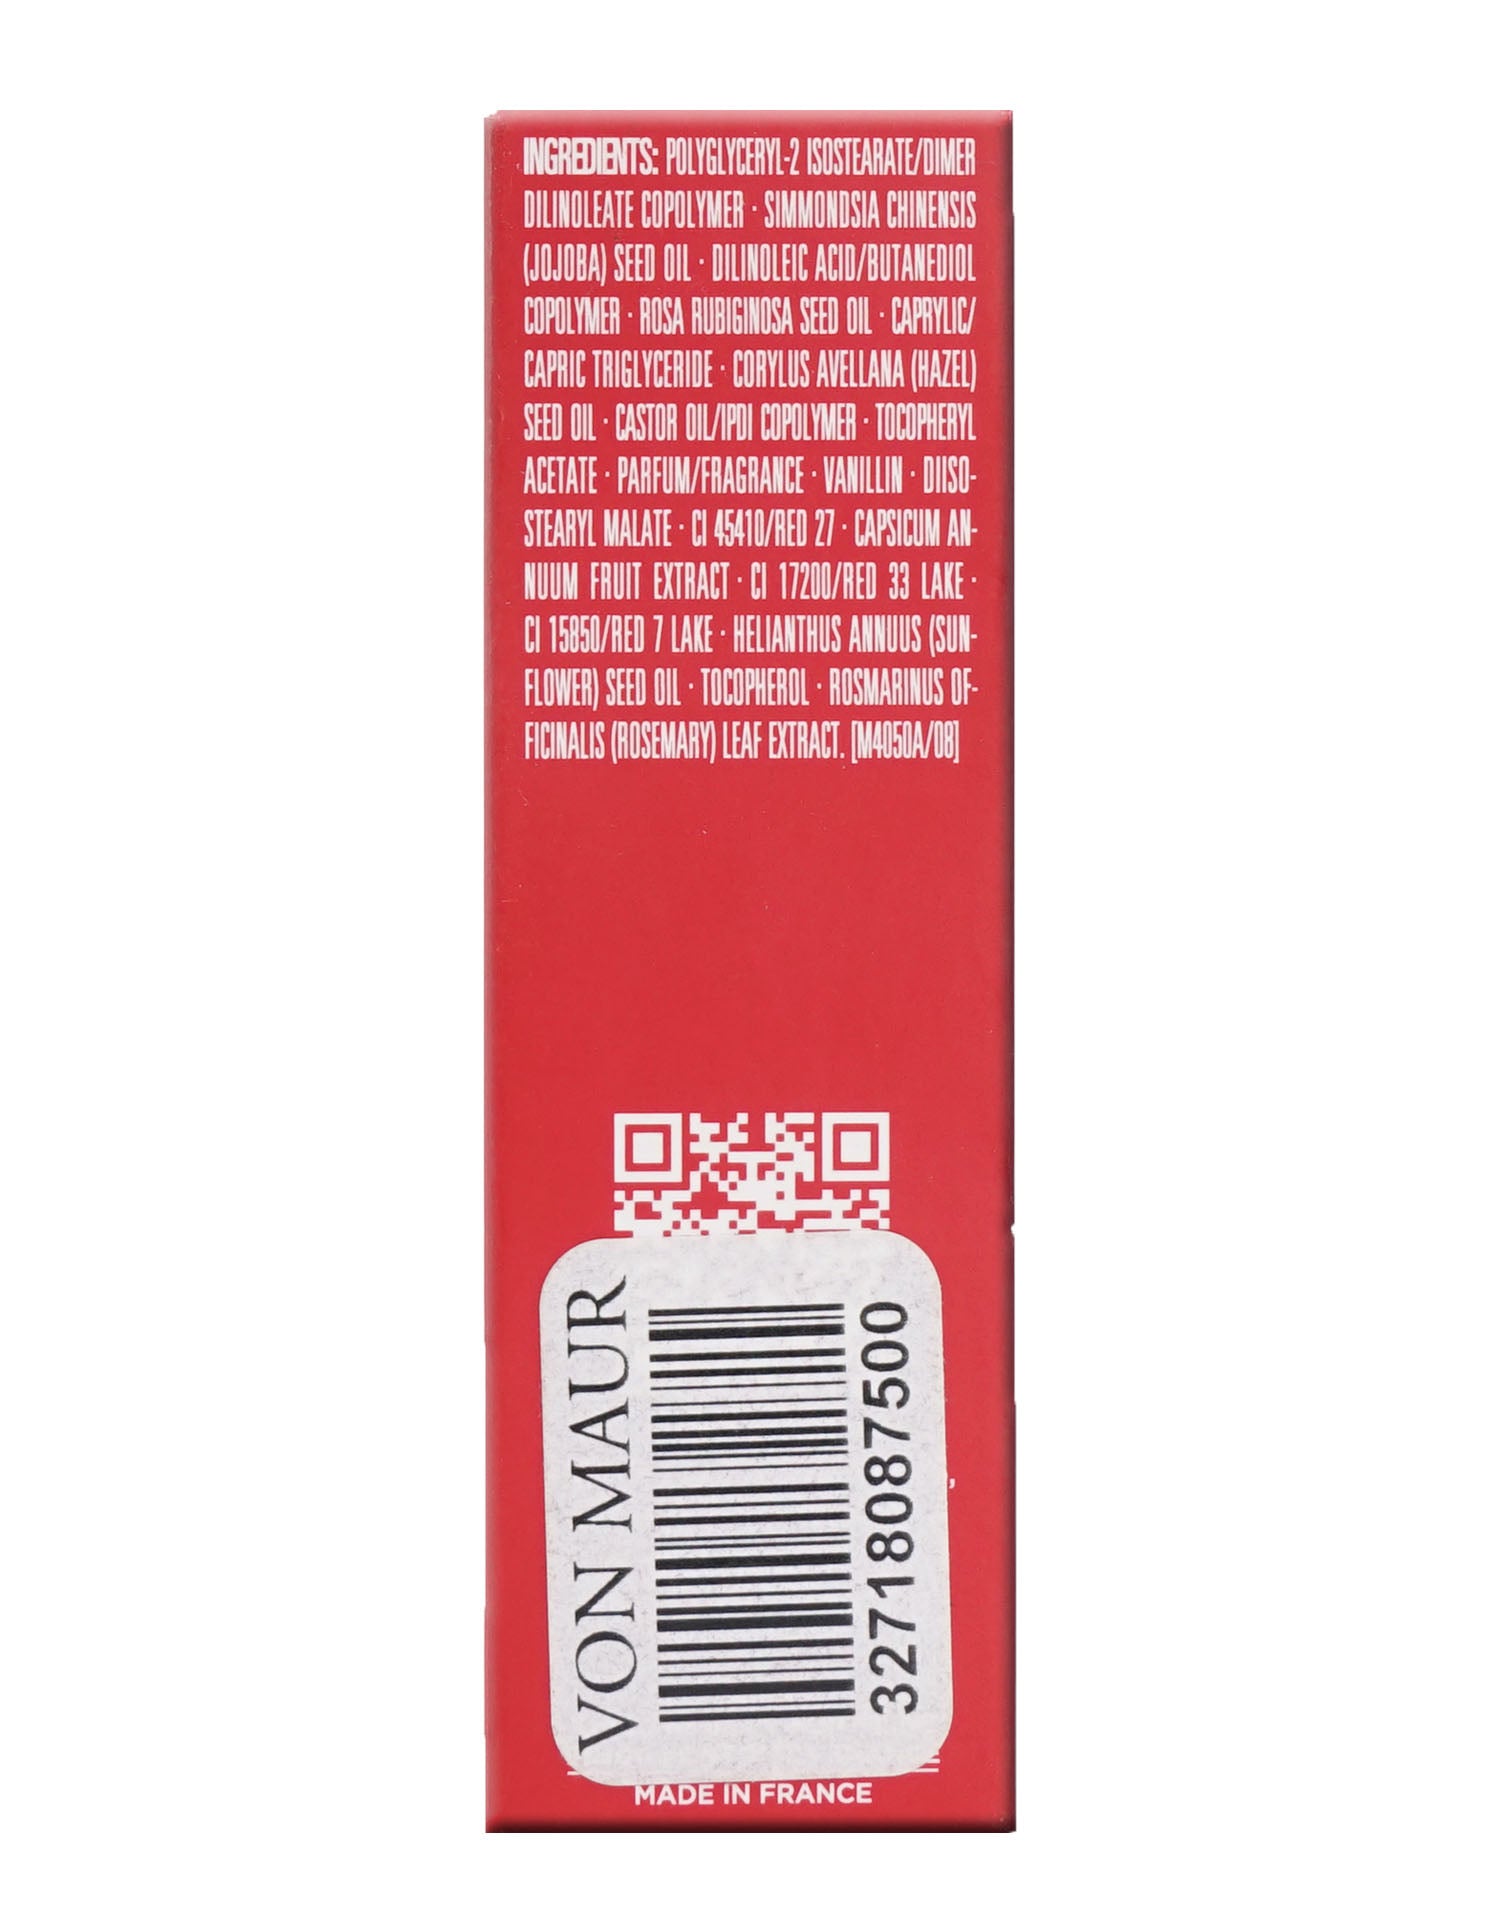 INGREDIENTS: POLYGLYCERYL-2 ISOSTEARATE/DIMER
DILINOLEATE COPOLYMER · SIMMONDSIA CHINENSIS
(JOJOBA) SEED OIL · DILINOLEIC ACID/BUTANEDIOL
COPOLYMER · ROSA RUBIGINOSA SEED OIL · CAPRYLIC/
CAPRIC TRIGLYCERIDE · CORYLUS AVELLANA (HAZEL)
SEED OIL · CASTOR OIL/IPDI COPOLYMER · TOCOPHERYL
ACETATE · PARFUM/FRAGRANCE · VANILLIN · DIISO-
STEARYL MALATE · CI 45410/RED 27 · CAPSICUM AN-
NUUM FRUIT EXTRACT · CI 17200/RED 33 LAKE ·
CI 15850/RED 7 LAKE · HELIANTHUS ANNUUS (SUN-
FLOWER) SEED OIL · TOCOPHEROL · ROSMARINUS OF-
FICINALIS (ROSEMARY) LEAF EXTRACT. [M4050A/08]
VON MAUR
32718087500
MADE IN FRANCE